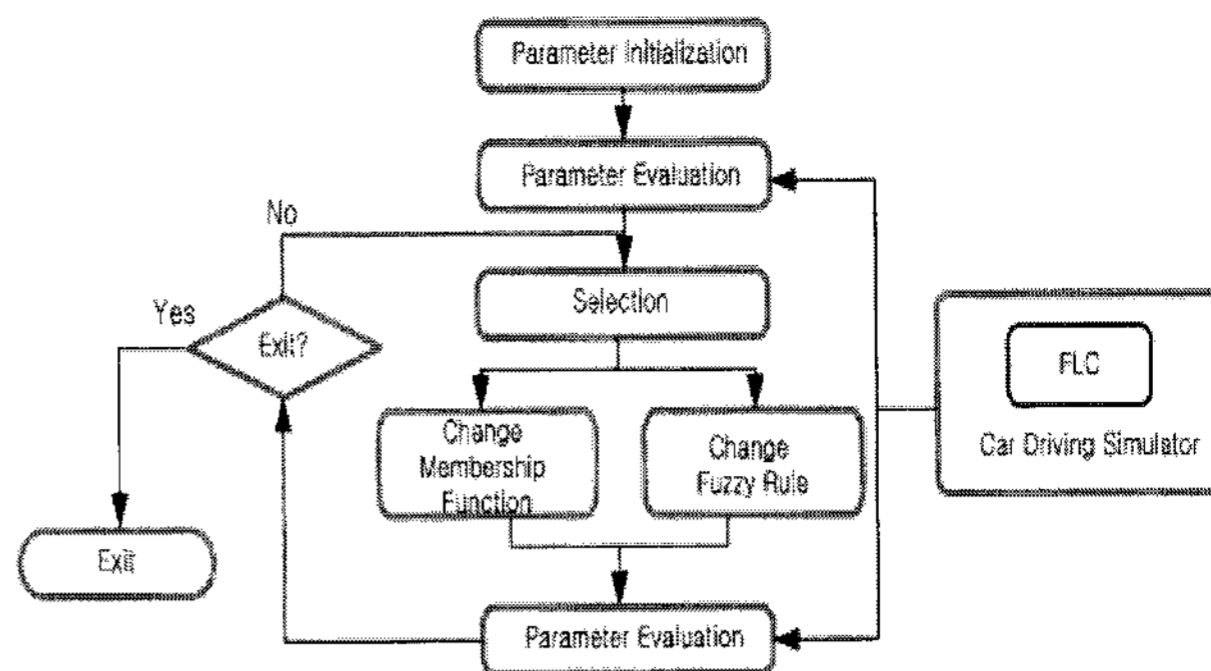 Parameter Initialization
Parameter Evaluation
No
Selection
Yes
Exit?
FLC
Car Driving Simulator
Change
Membership
Function
Change
Fuzzy Rule
Exit
Parameter Evaluation